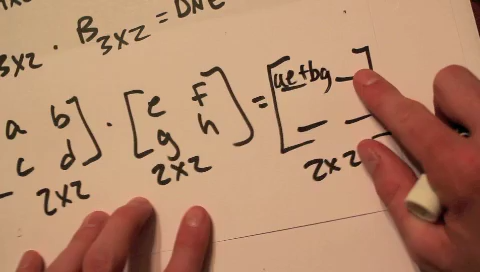 3x2 · B3x2 = DNE
a b · e f = ae+bg
c d g h
2x2 2x2 2x2